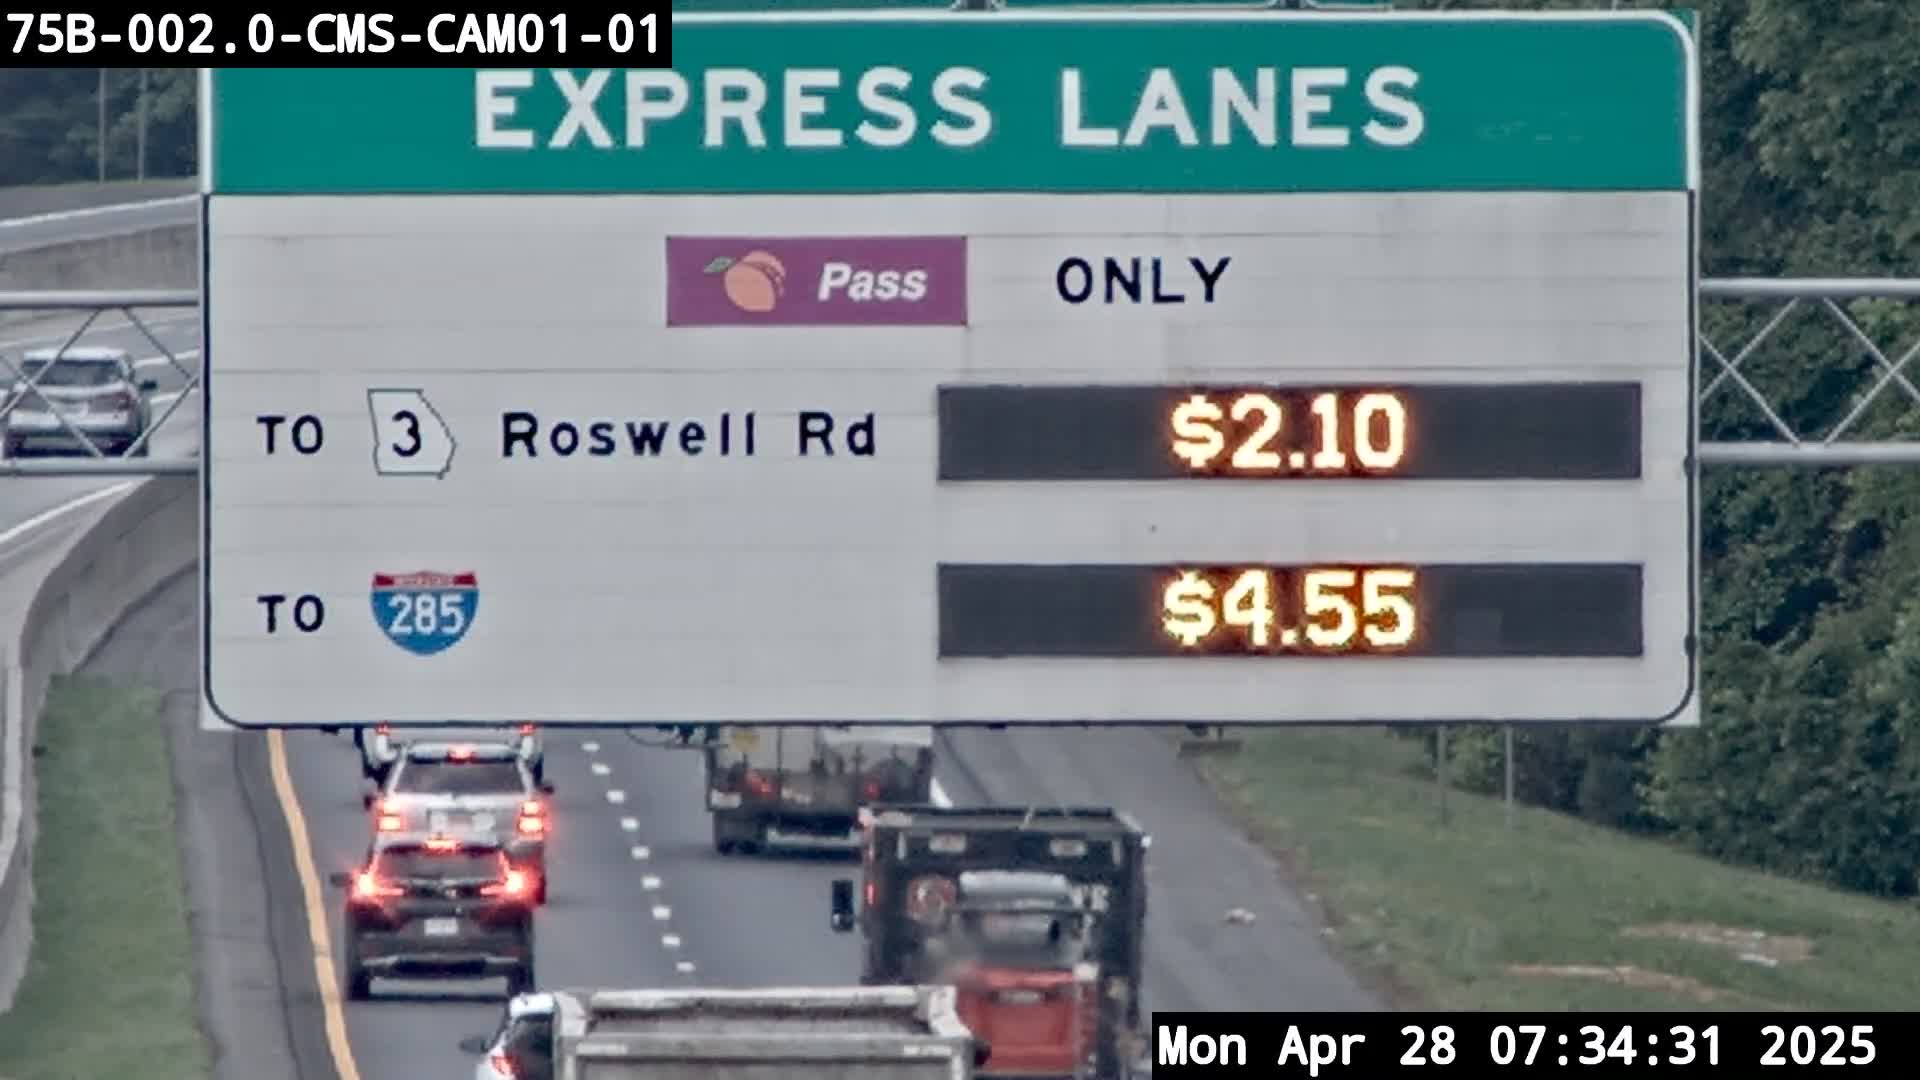 75B-002.0-CMS-CAM01-01
EXPRESS LANES
Pass ONLY
TO 3 Roswell Rd $2.10
TO 285 $4.55
Mon Apr 28 07:34:31 2025